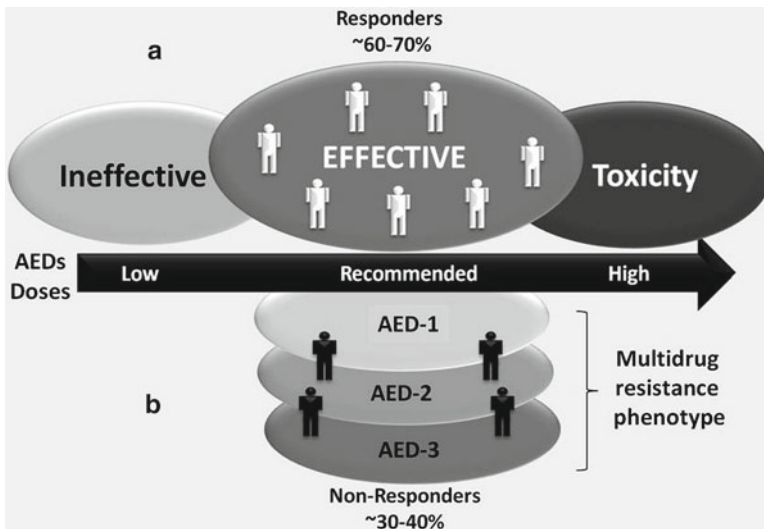 Responders
~60-70%
a
Ineffective
EFFECTIVE
Toxicity
AEDs
Doses
Low
Recommended
High
AED-1
AED-2
AED-3
b
Multidrug
resistance
phenotype
Non-Responders
~30-40%